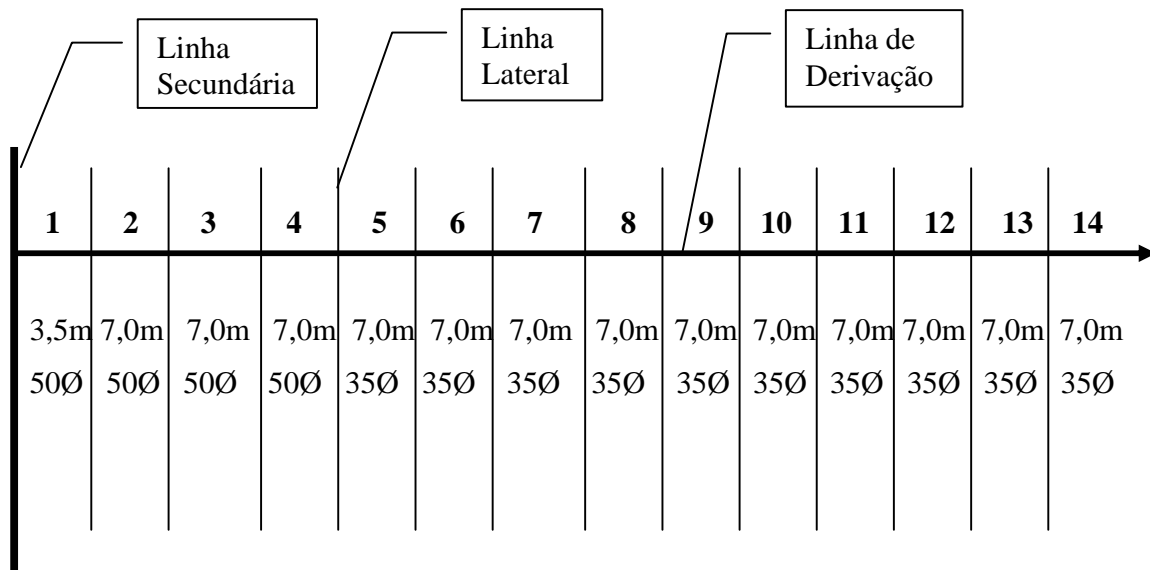 Linha
Secundária
Linha
Lateral
Linha de
Derivação
1 2 3 4 5 6 7 8 9 10 11 12 13 14
3,5m 7,0m 7,0m 7,0m 7,0m 7,0m 7,0m 7,0m 7,0m 7,0m 7,0m 7,0m 7,0m 7,0m
50Ø 50Ø 50Ø 50Ø 35Ø 35Ø 35Ø 35Ø 35Ø 35Ø 35Ø 35Ø 35Ø 35Ø